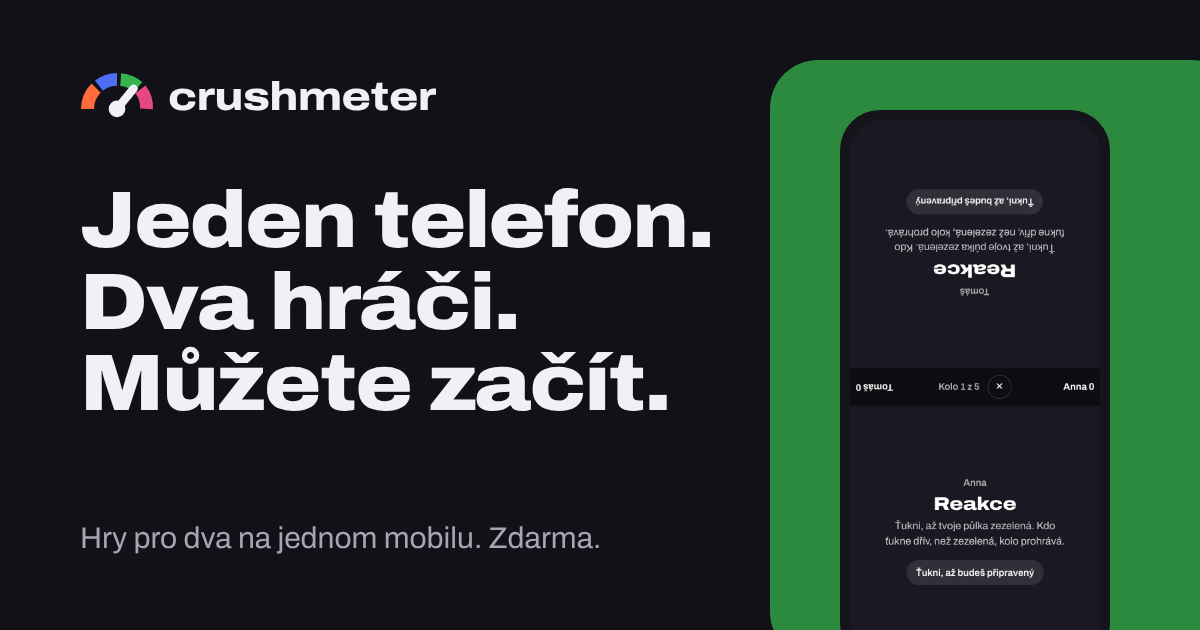 crushmeter
Jeden telefon.
Dva hráči.
Můžete začít.
Hry pro dva na jednom mobilu. Zdarma.
Ťukni, až budeš připravený
ťukne dřív, než zezelená, kolo prohrává.
Ťukni, až tvoje půlka zezelená. Kdo
Reakce
Tomáš
Tomáš 0 Kolo 1 z 5 × Anna 0
Anna
Reakce
Ťukni, až tvoje půlka zezelená. Kdo
ťukne dřív, než zezelená, kolo prohrává.
Ťukni, až budeš připravený